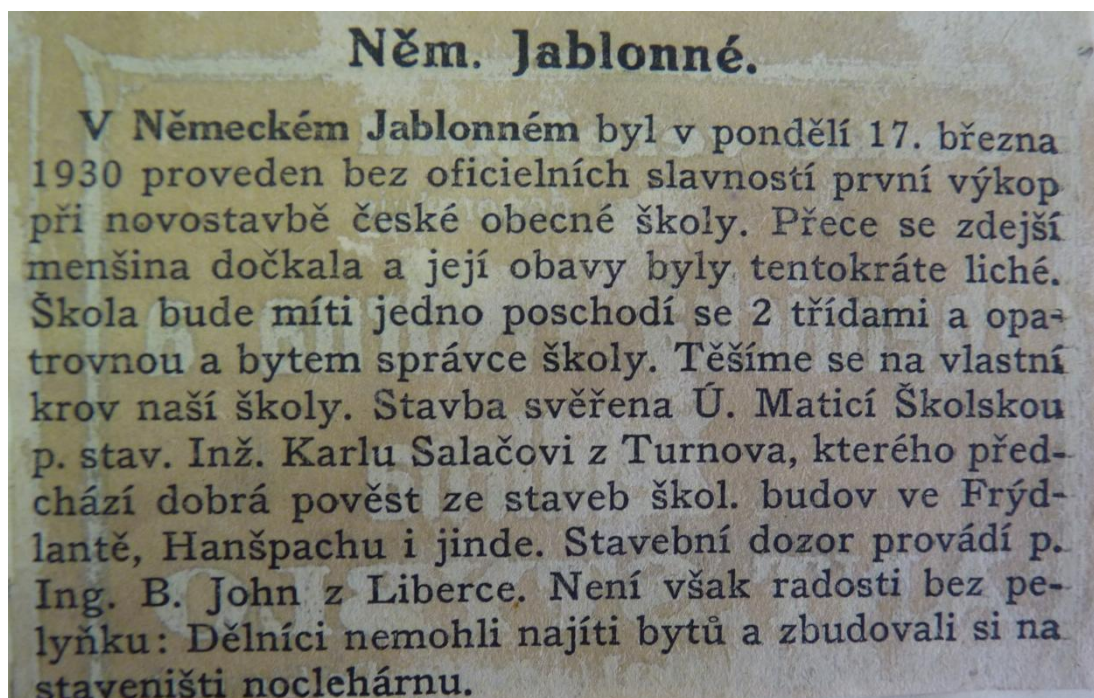 Něm. Jablonné.
V Německém Jablonném byl v pondělí 17. března
1930 proveden bez oficielních slavností první výkop
při novostavbě české obecné školy. Přece se zdejší
menšina dočkala a její obavy byly tentokráte liché.
Škola bude míti jedno poschodí se 2 třídami a opa-
trovnou a bytem správce školy. Těšíme se na vlastní
krov naší školy. Stavba svěřena Ú. Maticí Školskou
p. stav. Inž. Karlu Salačovi z Turnova, kterého před-
chází dobrá pověst ze staveb škol. budov ve Frýd-
lantě, Hanšpachu i jinde. Stavební dozor provádí p.
Ing. B. John z Liberce. Není však radosti bez pe-
lyňku: Dělníci nemohli najíti bytů a zbudovali si na
staveništi noclehárnu.